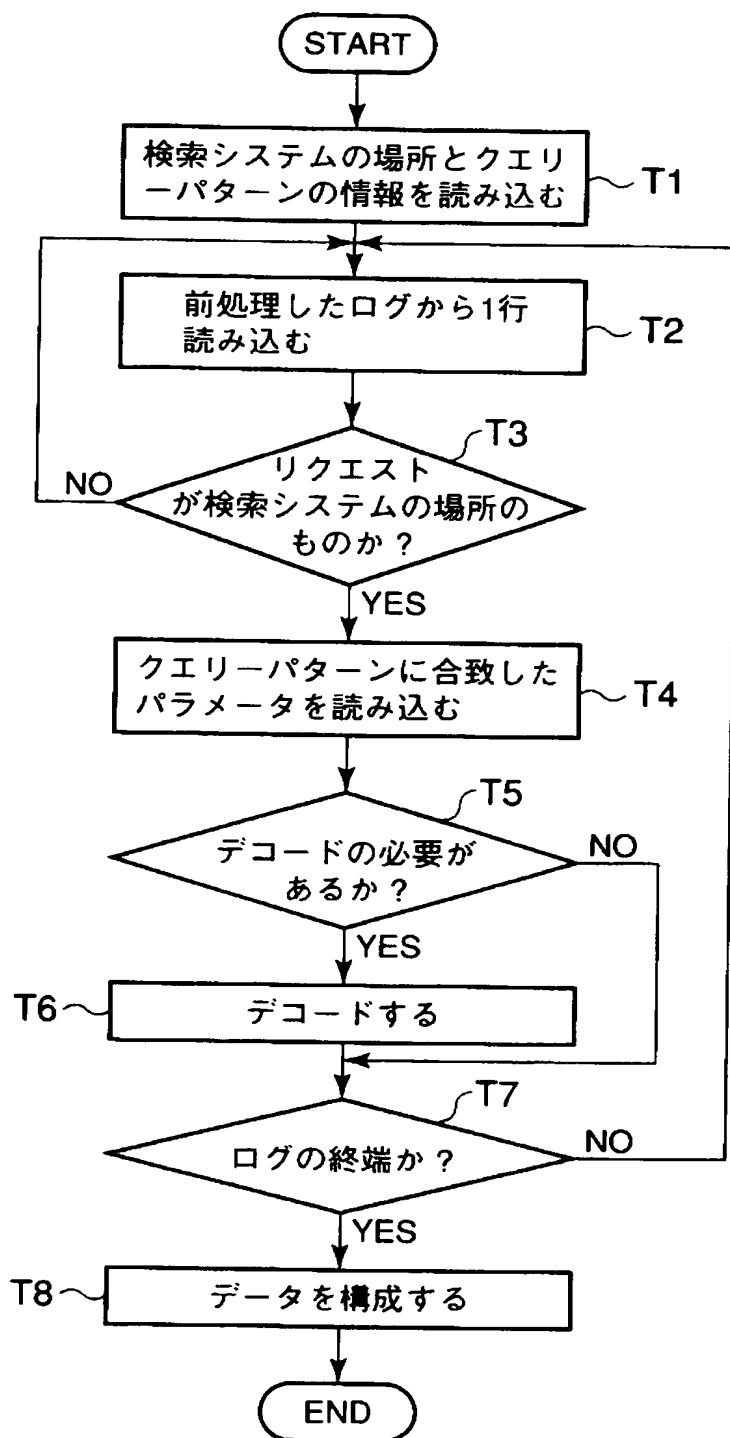 START
検索システムの場所とクエリ
ーパターンの情報を読み込む
T1
前処理したログから1行
読み込む
T2
T3
リクエスト
が検索システムの場所の
ものか？
NO
YES
クエリーパターンに合致した
パラメータを読み込む
T4
T5
デコードの必要が
あるか？
NO
YES
T6
デコードする
T7
ログの終端か？
NO
YES
T8
データを構成する
END